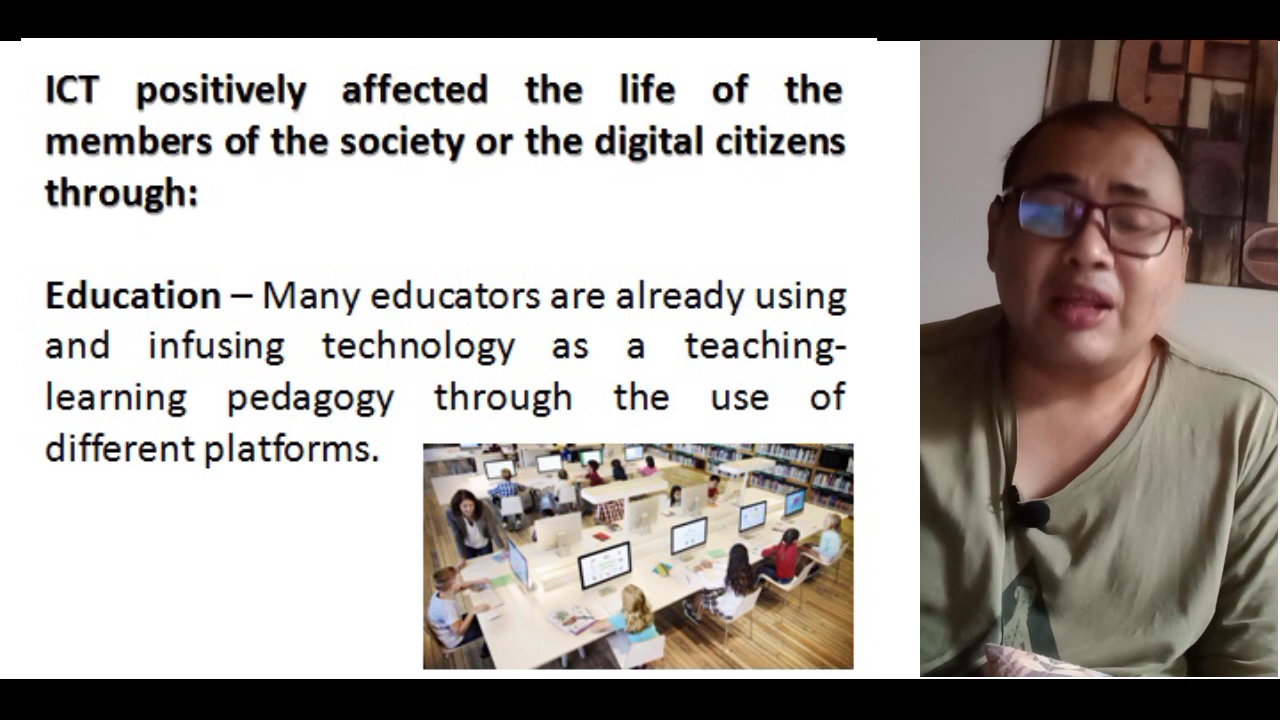 ICT positively affected the life of the
members of the society or the digital citizens
through:
Education – Many educators are already using
and infusing technology as a teaching-
learning pedagogy through the use of
different platforms.